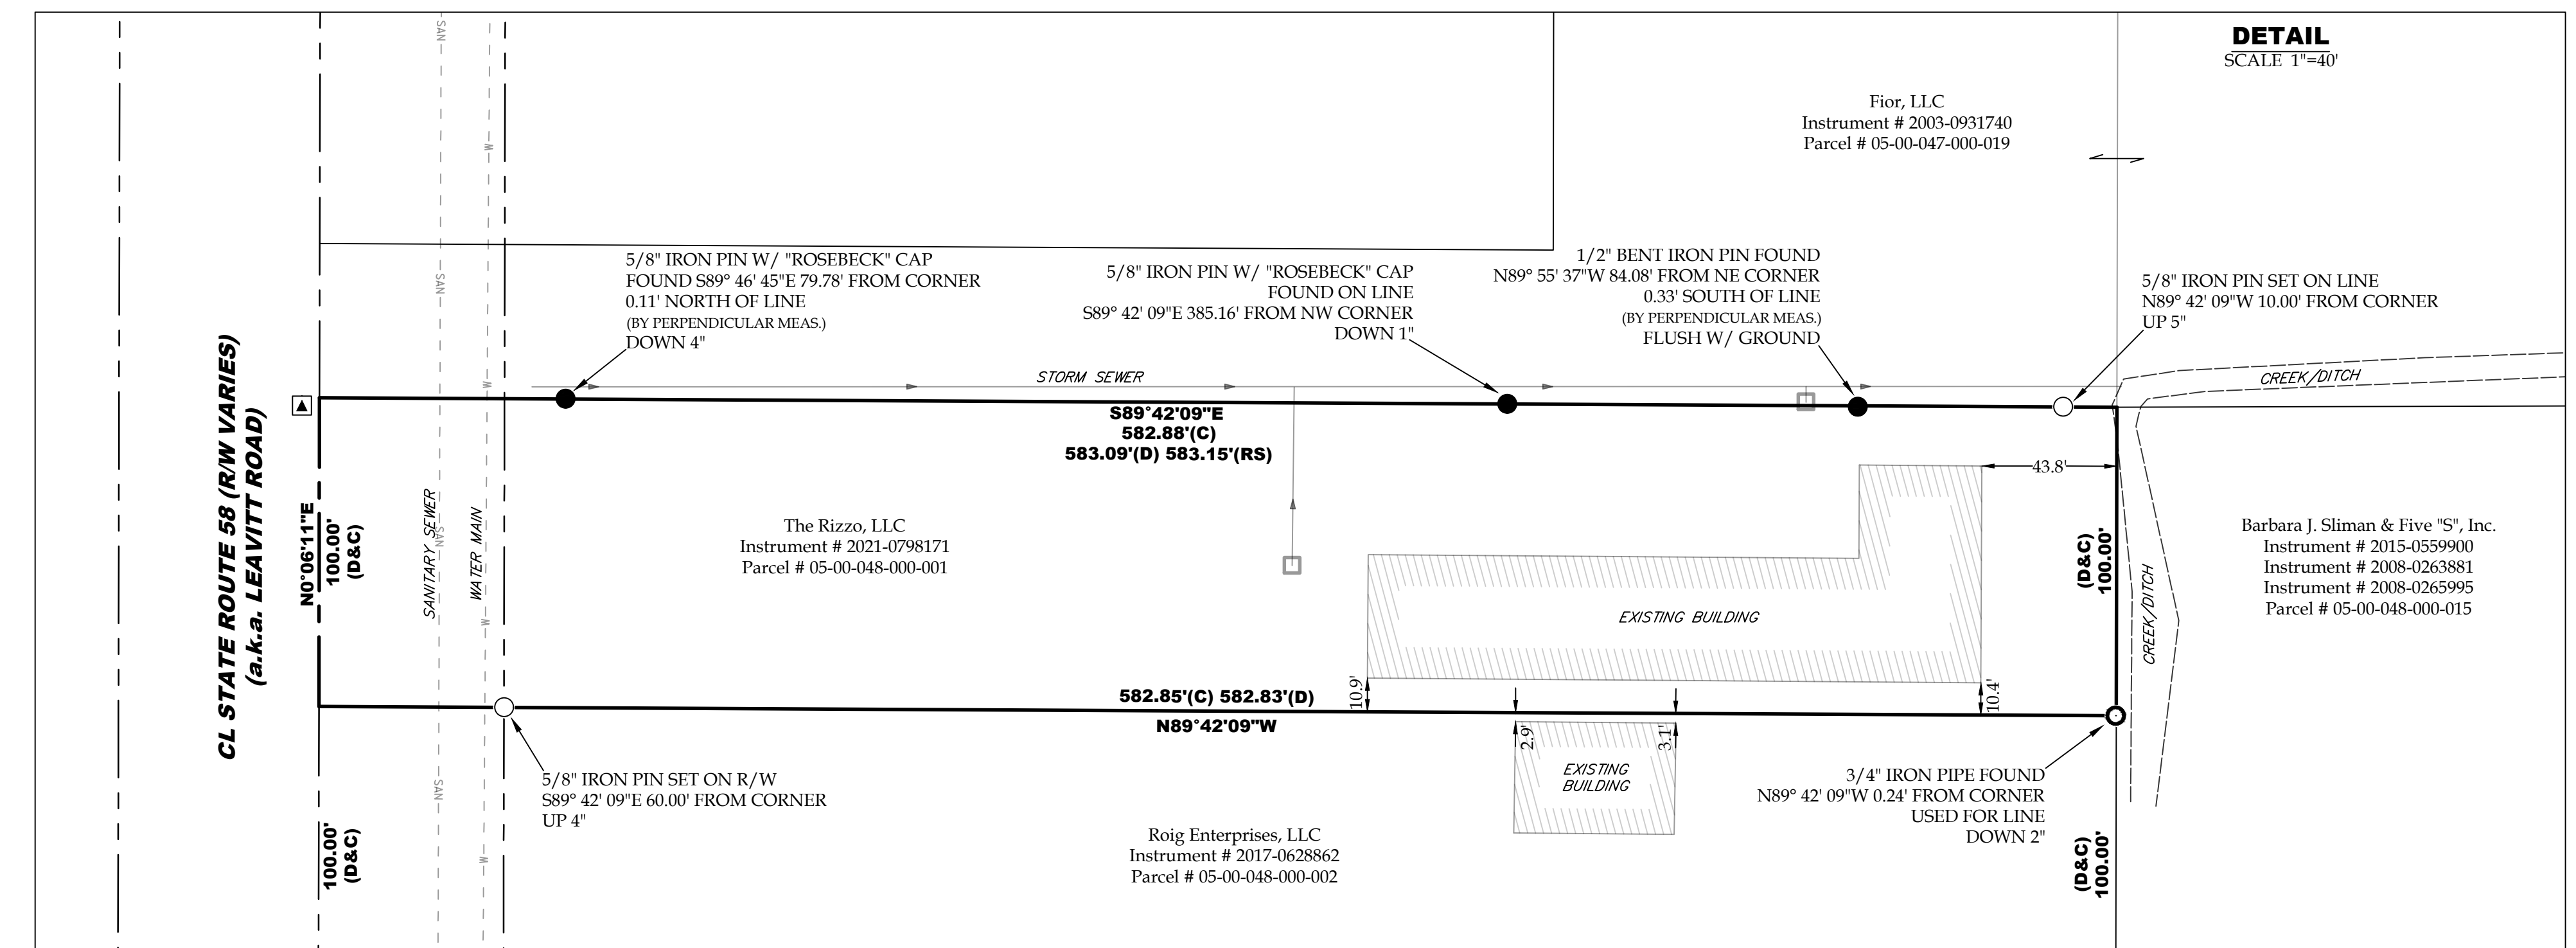 DETAIL
SCALE 1"=40'
Fior, LLC
Instrument # 2003-0931740
Parcel # 05-00-047-000-019
5/8" IRON PIN W/ "ROSEBECK" CAP
FOUND S89° 46' 45"E 79.78' FROM CORNER
0.11' NORTH OF LINE
(BY PERPENDICULAR MEAS.)
DOWN 4"
5/8" IRON PIN W/ "ROSEBECK" CAP
FOUND ON LINE
S89° 42' 09"E 385.16' FROM NW CORNER
DOWN 1"
1/2" BENT IRON PIN FOUND
N89° 55' 37"W 84.08' FROM NE CORNER
0.33' SOUTH OF LINE
(BY PERPENDICULAR MEAS.)
FLUSH W/ GROUND
5/8" IRON PIN SET ON LINE
N89° 42' 09"W 10.00' FROM CORNER
UP 5"
STORM SEWER
CREEK/DITCH
S89°42'09"E
582.88'(C)
583.09'(D) 583.15'(RS)
43.8'
CL STATE ROUTE 58 (R/W VARIES)
(a.k.a. LEAVITT ROAD)
N0°06'11"E
100.00'
(D&C)
SAN
SAN
SAN
SAN
W
W
W
W
SANITARY SEWER
WATER MAIN
The Rizzo, LLC
Instrument # 2021-0798171
Parcel # 05-00-048-000-001
EXISTING BUILDING
(D&C)
100.00'
CREEK/DITCH
Barbara J. Sliman & Five "S", Inc.
Instrument # 2015-0559900
Instrument # 2008-0263881
Instrument # 2008-0265995
Parcel # 05-00-048-000-015
10.9'
10.4'
582.85'(C) 582.83'(D)
N89°42'09"W
2.9'
3.1'
EXISTING
BUILDING
5/8" IRON PIN SET ON R/W
S89° 42' 09"E 60.00' FROM CORNER
UP 4"
3/4" IRON PIPE FOUND
N89° 42' 09"W 0.24' FROM CORNER
USED FOR LINE
DOWN 2"
100.00'
(D&C)
Roig Enterprises, LLC
Instrument # 2017-0628862
Parcel # 05-00-048-000-002
(D&C)
100.00'